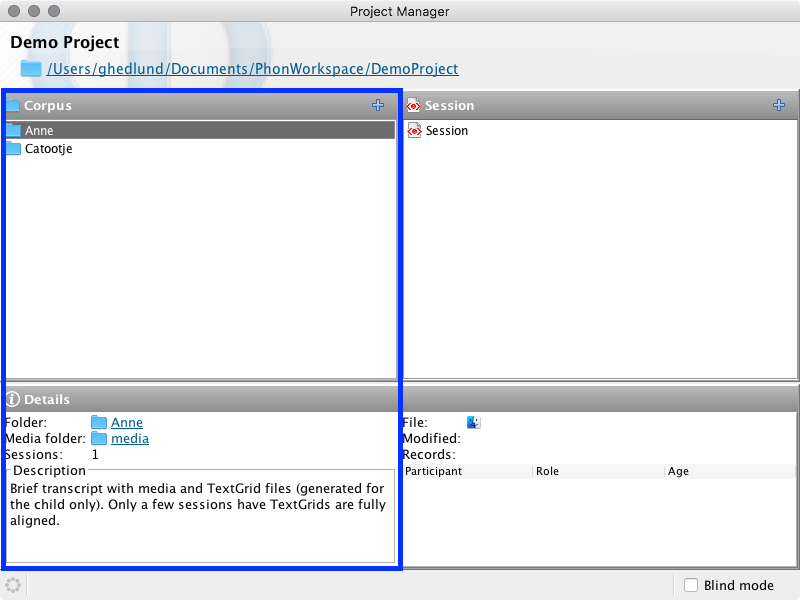 Project Manager
Demo Project
/Users/ghedlund/Documents/PhonWorkspace/DemoProject
Corpus
Anne
Catootje
Session
Session
Details
Folder: Anne
Media folder: media
Sessions: 1
Description
Brief transcript with media and TextGrid files (generated for
the child only). Only a few sessions have TextGrids are fully
aligned.
File:
Modified:
Records:
Participant Role Age
Blind mode